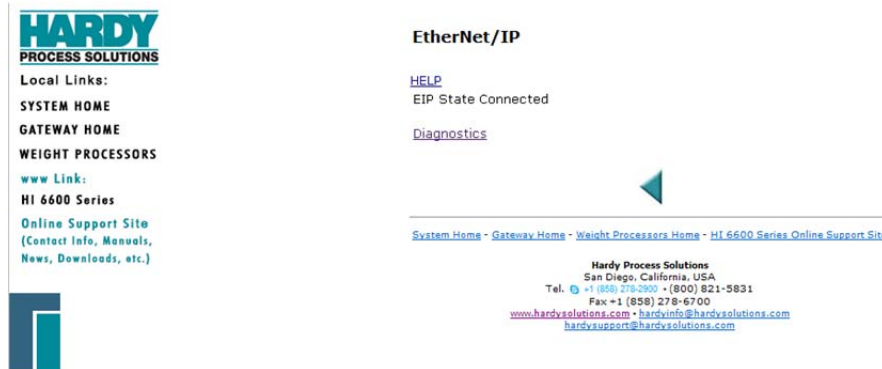 HARDY
PROCESS SOLUTIONS
Local Links:
SYSTEM HOME
GATEWAY HOME
WEIGHT PROCESSORS
www Link:
HI 6600 Series
Online Support Site
(Contact Info, Manuals,
News, Downloads, etc.)
EtherNet/IP
HELP
EIP State Connected
Diagnostics
System Home - Gateway Home - Weight Processors Home - HI 6600 Series Online Support Sit
Hardy Process Solutions
San Diego, California, USA
Tel. +1 (858) 278-2900 • (800) 821-5831
Fax +1 (858) 278-6700
www.hardysolutions.com • hardyinfo@hardysolutions.com
hardysupport@hardysolutions.com